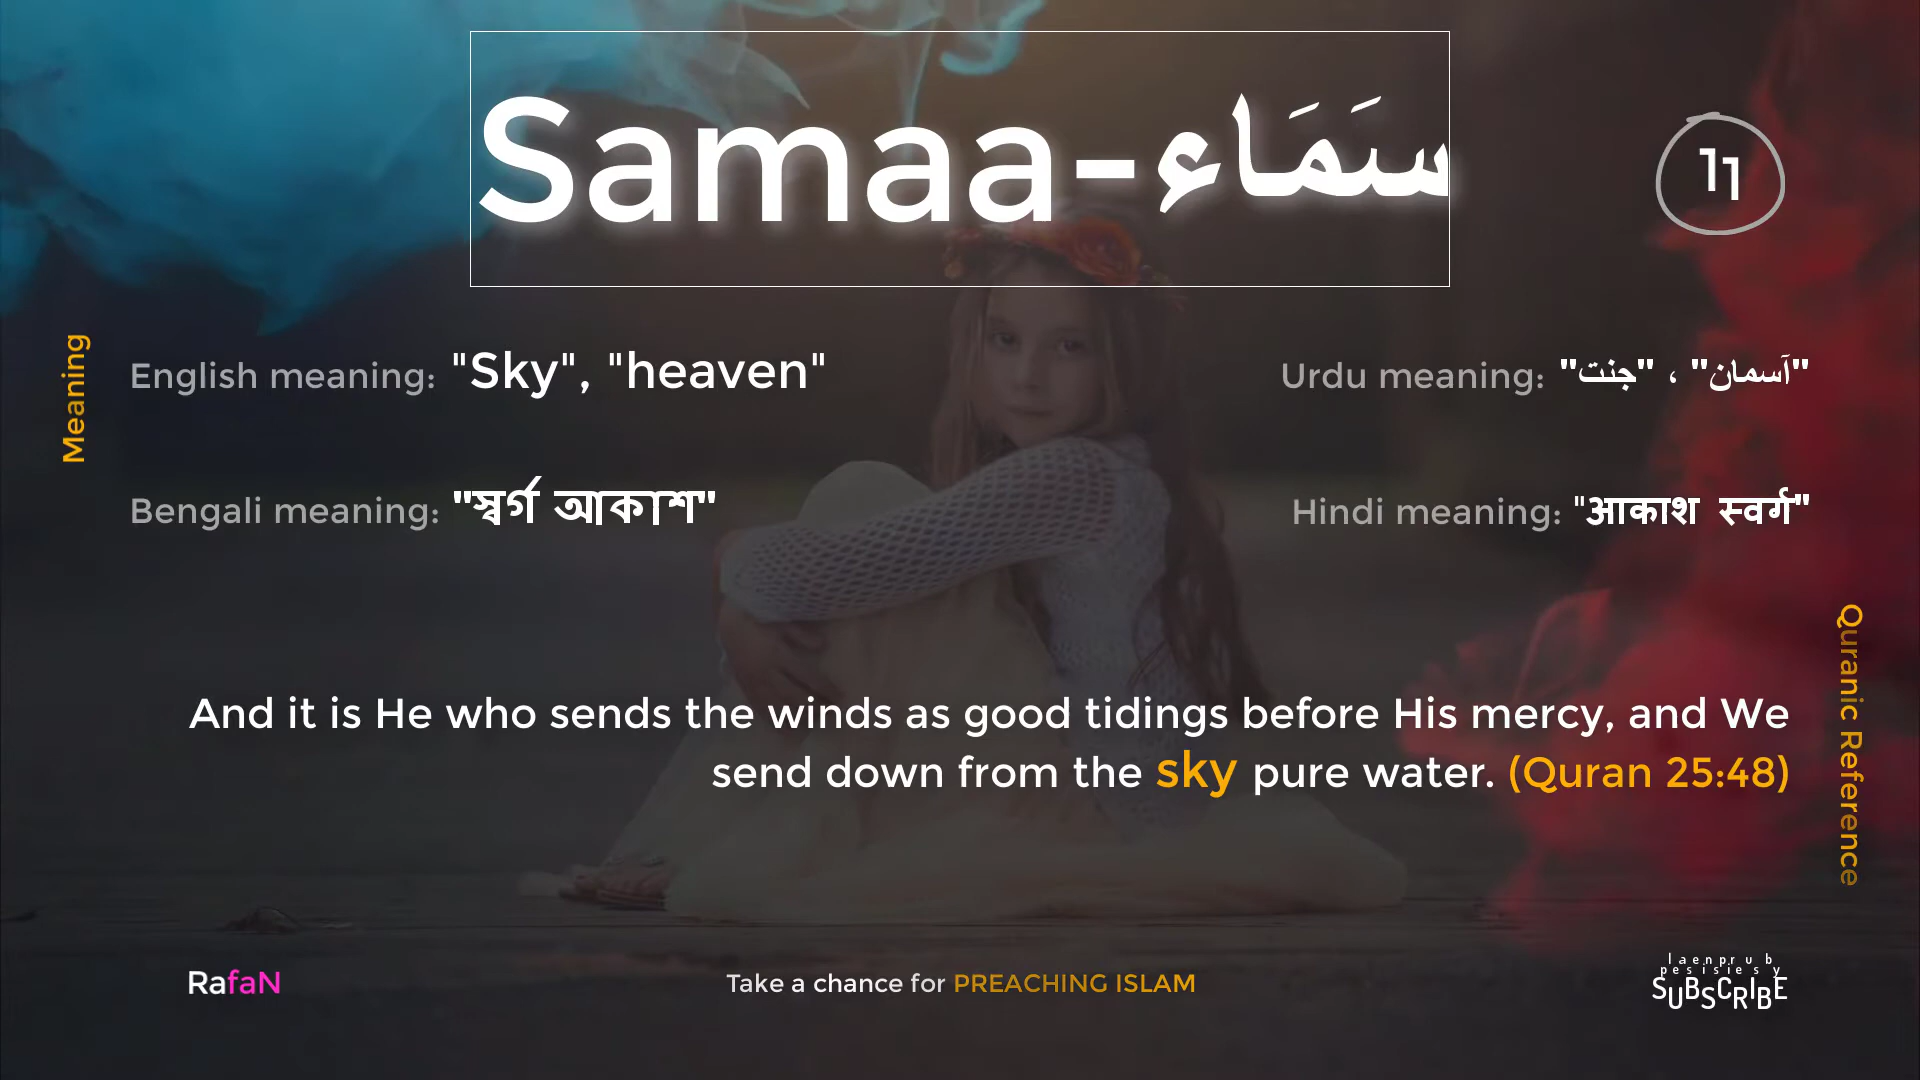 Samaa-سَمَاء
11
Meaning
English meaning: "Sky", "heaven"
Urdu meaning: "آسمان" ، "جنت"
Bengali meaning: "স্বর্গ আকাশ"
Hindi meaning: "आकाश स्वर्ग"
Quranic Reference
And it is He who sends the winds as good tidings before His mercy, and We
send down from the sky pure water. (Quran 25:48)
RafaN
Take a chance for PREACHING ISLAM
SUBSCRIBE